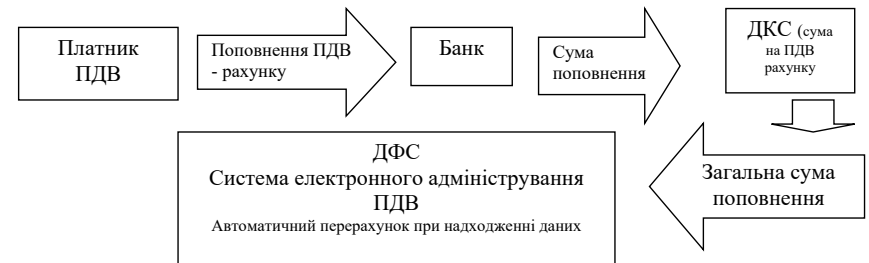 Платник
ПДВ
Поповнення ПДВ
- рахунку
Банк
Сума
поповнення
ДКС (сума
на ПДВ
рахунку
Загальна сума
поповнення
ДФС
Система електронного адміністрування
ПДВ
Автоматичний перерахунок при надходженні даних